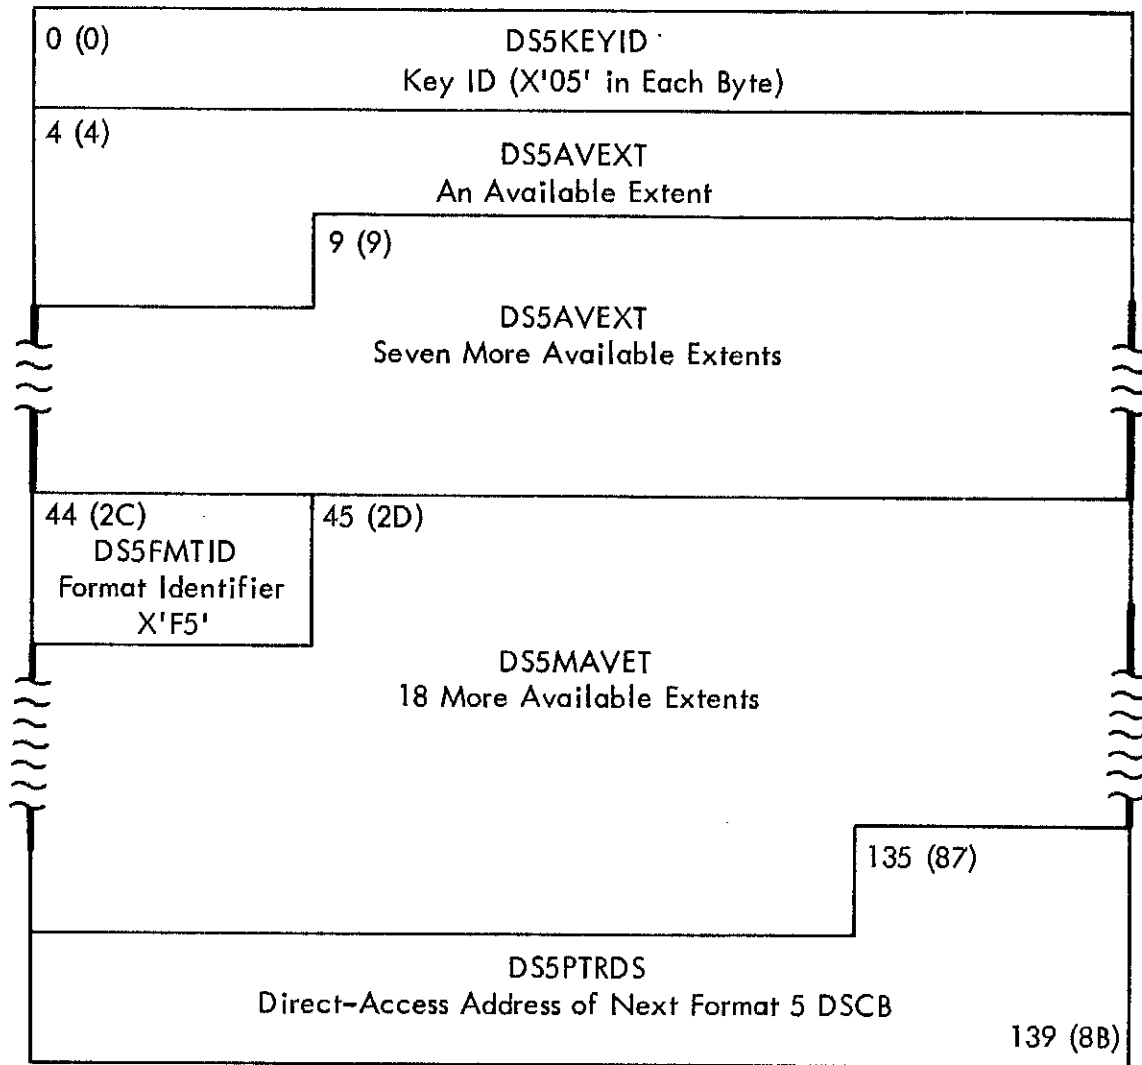 0 (0)
DS5KEYID
Key ID (X'05' in Each Byte)
4 (4)
DS5AVEXT
An Available Extent
9 (9)
DS5AVEXT
Seven More Available Extents
44 (2C)
DS5FMTID
Format Identifier
X'F5'
45 (2D)
DS5MAVET
18 More Available Extents
135 (87)
DS5PTRDS
Direct-Access Address of Next Format 5 DSCB
139 (8B)